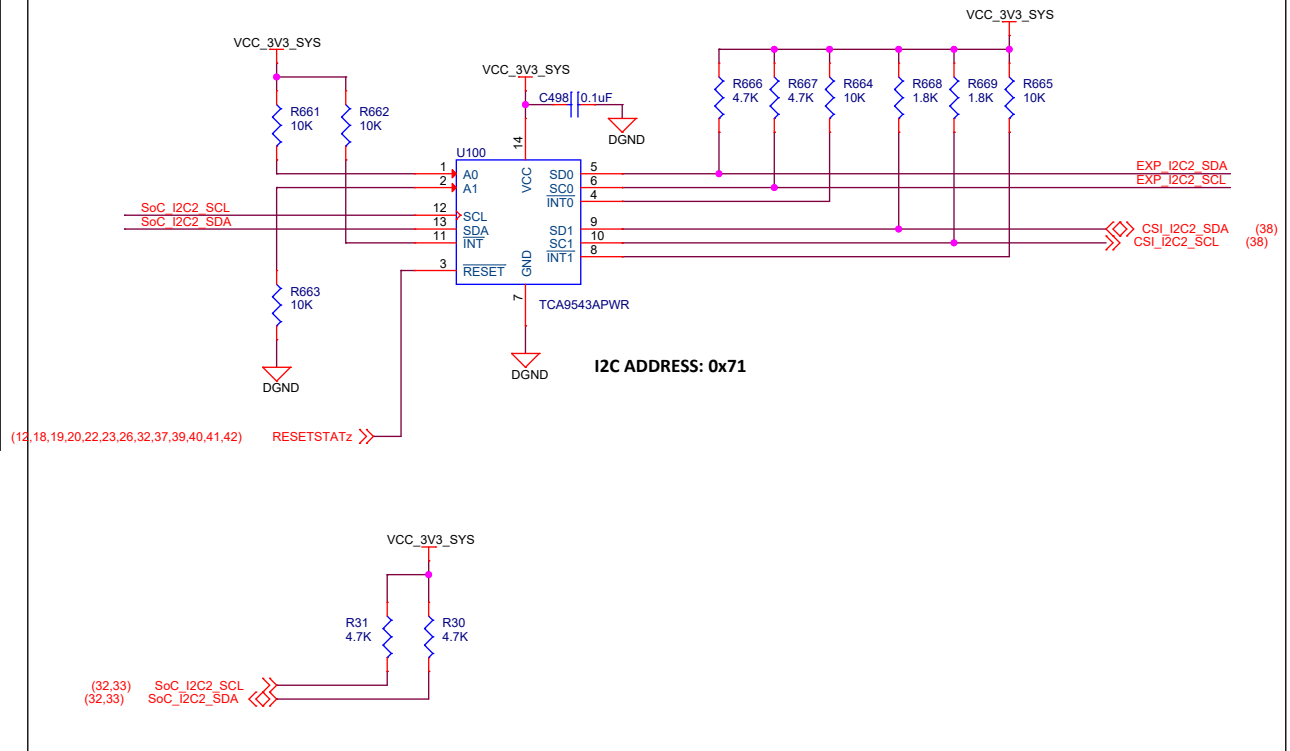 VCC_3V3_SYS
VCC_3V3_SYS
VCC_3V3_SYS
R661
10K
R662
10K
C498
0.1uF
DGND
R666
4.7K
R667
4.7K
R664
10K
R668
1.8K
R669
1.8K
R665
10K
U100
14
VCC
1
A0
2
A1
12
SCL
13
SDA
11
INT
3
RESET
GND
7
5
SD0
6
SC0
4
INT0
9
SD1
10
SC1
8
INT1
TCA9543APWR
EXP_I2C2_SDA
EXP_I2C2_SCL
CSI_I2C2_SDA (38)
CSI_I2C2_SCL (38)
SoC_I2C2_SCL
SoC_I2C2_SDA
R663
10K
DGND
DGND
I2C ADDRESS: 0x71
(12,18,19,20,22,23,26,32,37,39,40,41,42) RESETSTATz
VCC_3V3_SYS
R31
4.7K
R30
4.7K
(32,33) SoC_I2C2_SCL
(32,33) SoC_I2C2_SDA